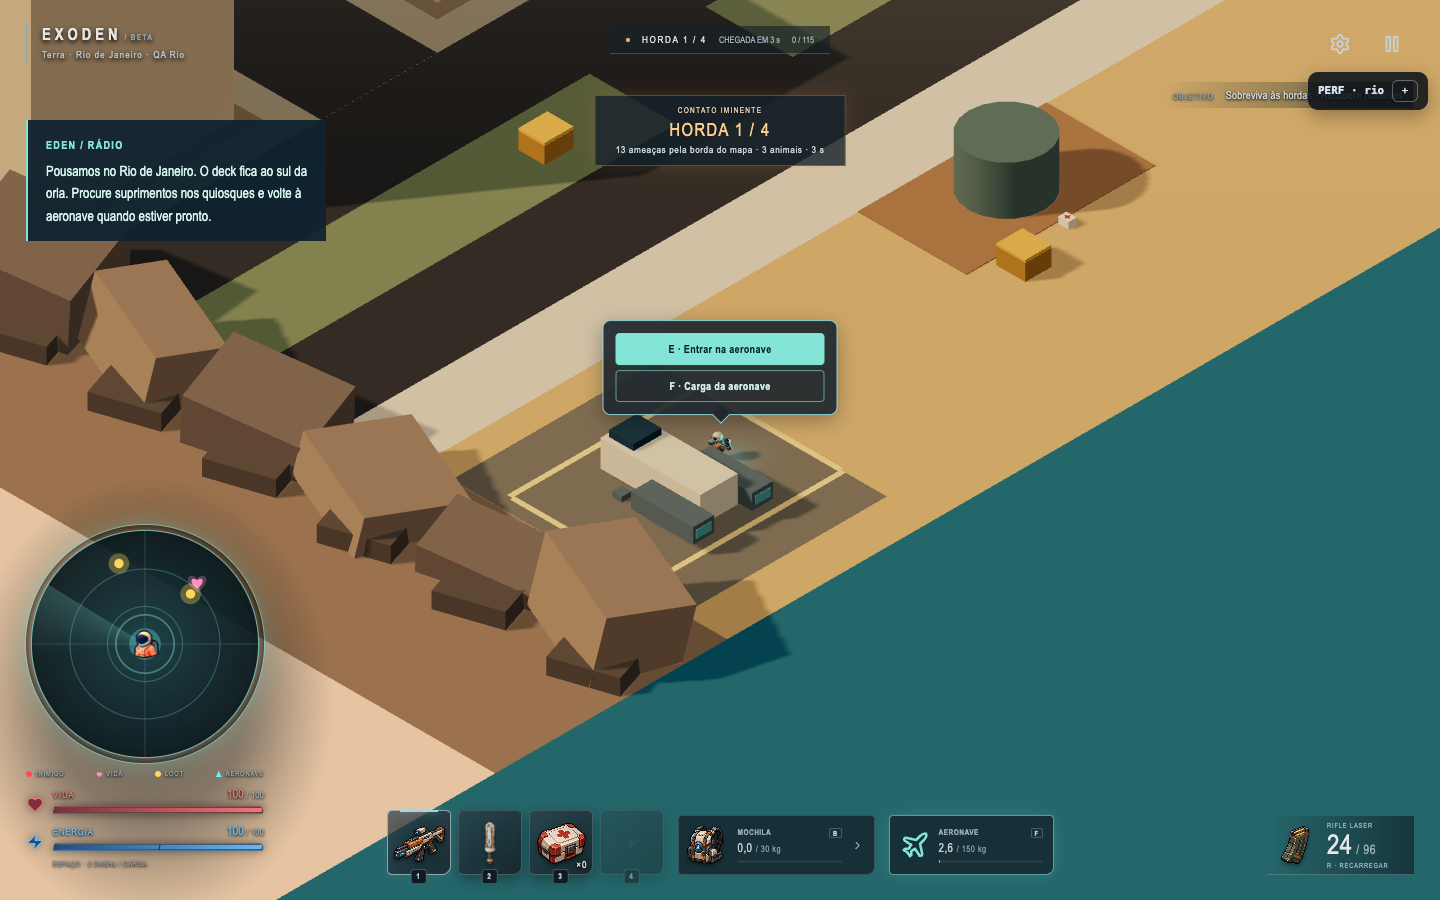 EXODEN / BETA
Terra · Rio de Janeiro · QA Rio
HORDA 1 / 4 CHEGADA EM 3 s 0 / 115
CONTATO IMINENTE
HORDA 1 / 4
13 ameaças pela borda do mapa · 3 animais · 3 s
OBJETIVO Sobreviva às hordas
PERF · rio +
EDEN / RÁDIO
Pousamos no Rio de Janeiro. O deck fica ao sul da
orla. Procure suprimentos nos quiosques e volte à
aeronave quando estiver pronto.
E · Entrar na aeronave
F · Carga da aeronave
INIMIGO VIDA LOOT AERONAVE
VIDA 100 / 100
ENERGIA 100 / 100
1
2
×0
3
4
MOCHILA B
0,0 / 30 kg
AERONAVE F
2,6 / 150 kg
RIFLE LASER
24 / 96
R · RECARREGAR